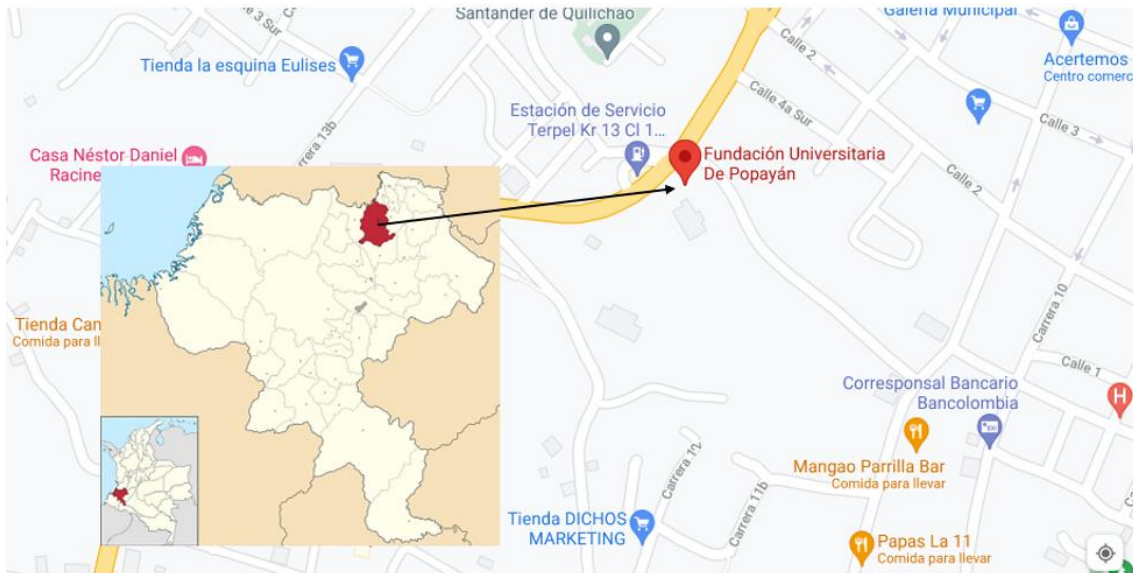 Santander de Quilichao
Galería Municipal
Calle 2
Acertemos
Centro comerc
Tienda la esquina Eulises
Estación de Servicio
Terpel Kr 13 Cl 1...
Calle 4a Sur
Calle 3
Carrera 13b
Casa Néstor Daniel
Racine
Fundación Universitaria
De Popayán
Calle 2
Carrera 10
Tienda Can
Comida para ll
Calle 1
Corresponsal Bancario
Bancolombia
H
Mangao Parrilla Bar
Comida para llevar
Carrera 11b
Tienda DICHOS
MARKETING
Papas La 11
Comida para llevar